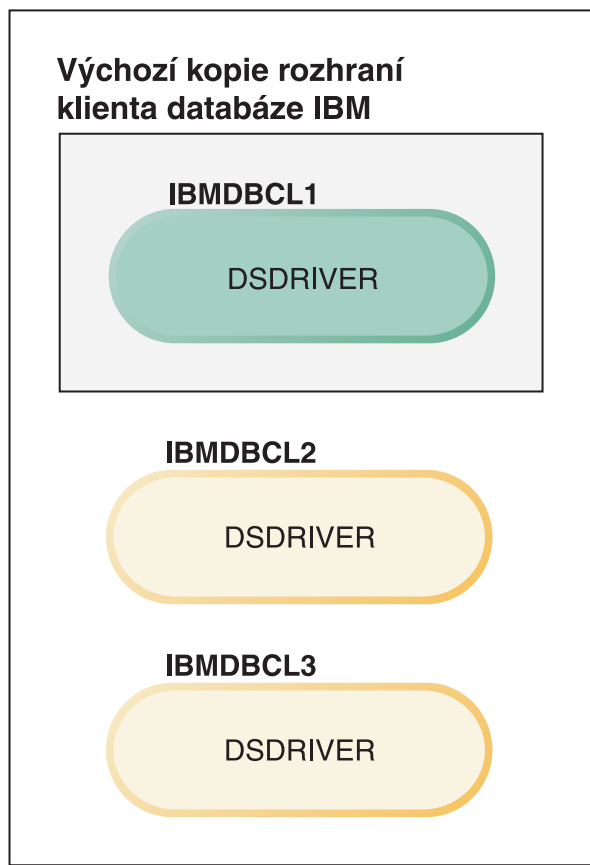 Výchozí kopie rozhraní
klienta databáze IBM
IBMDBCL1
DSDRIVER
IBMDBCL2
DSDRIVER
IBMDBCL3
DSDRIVER